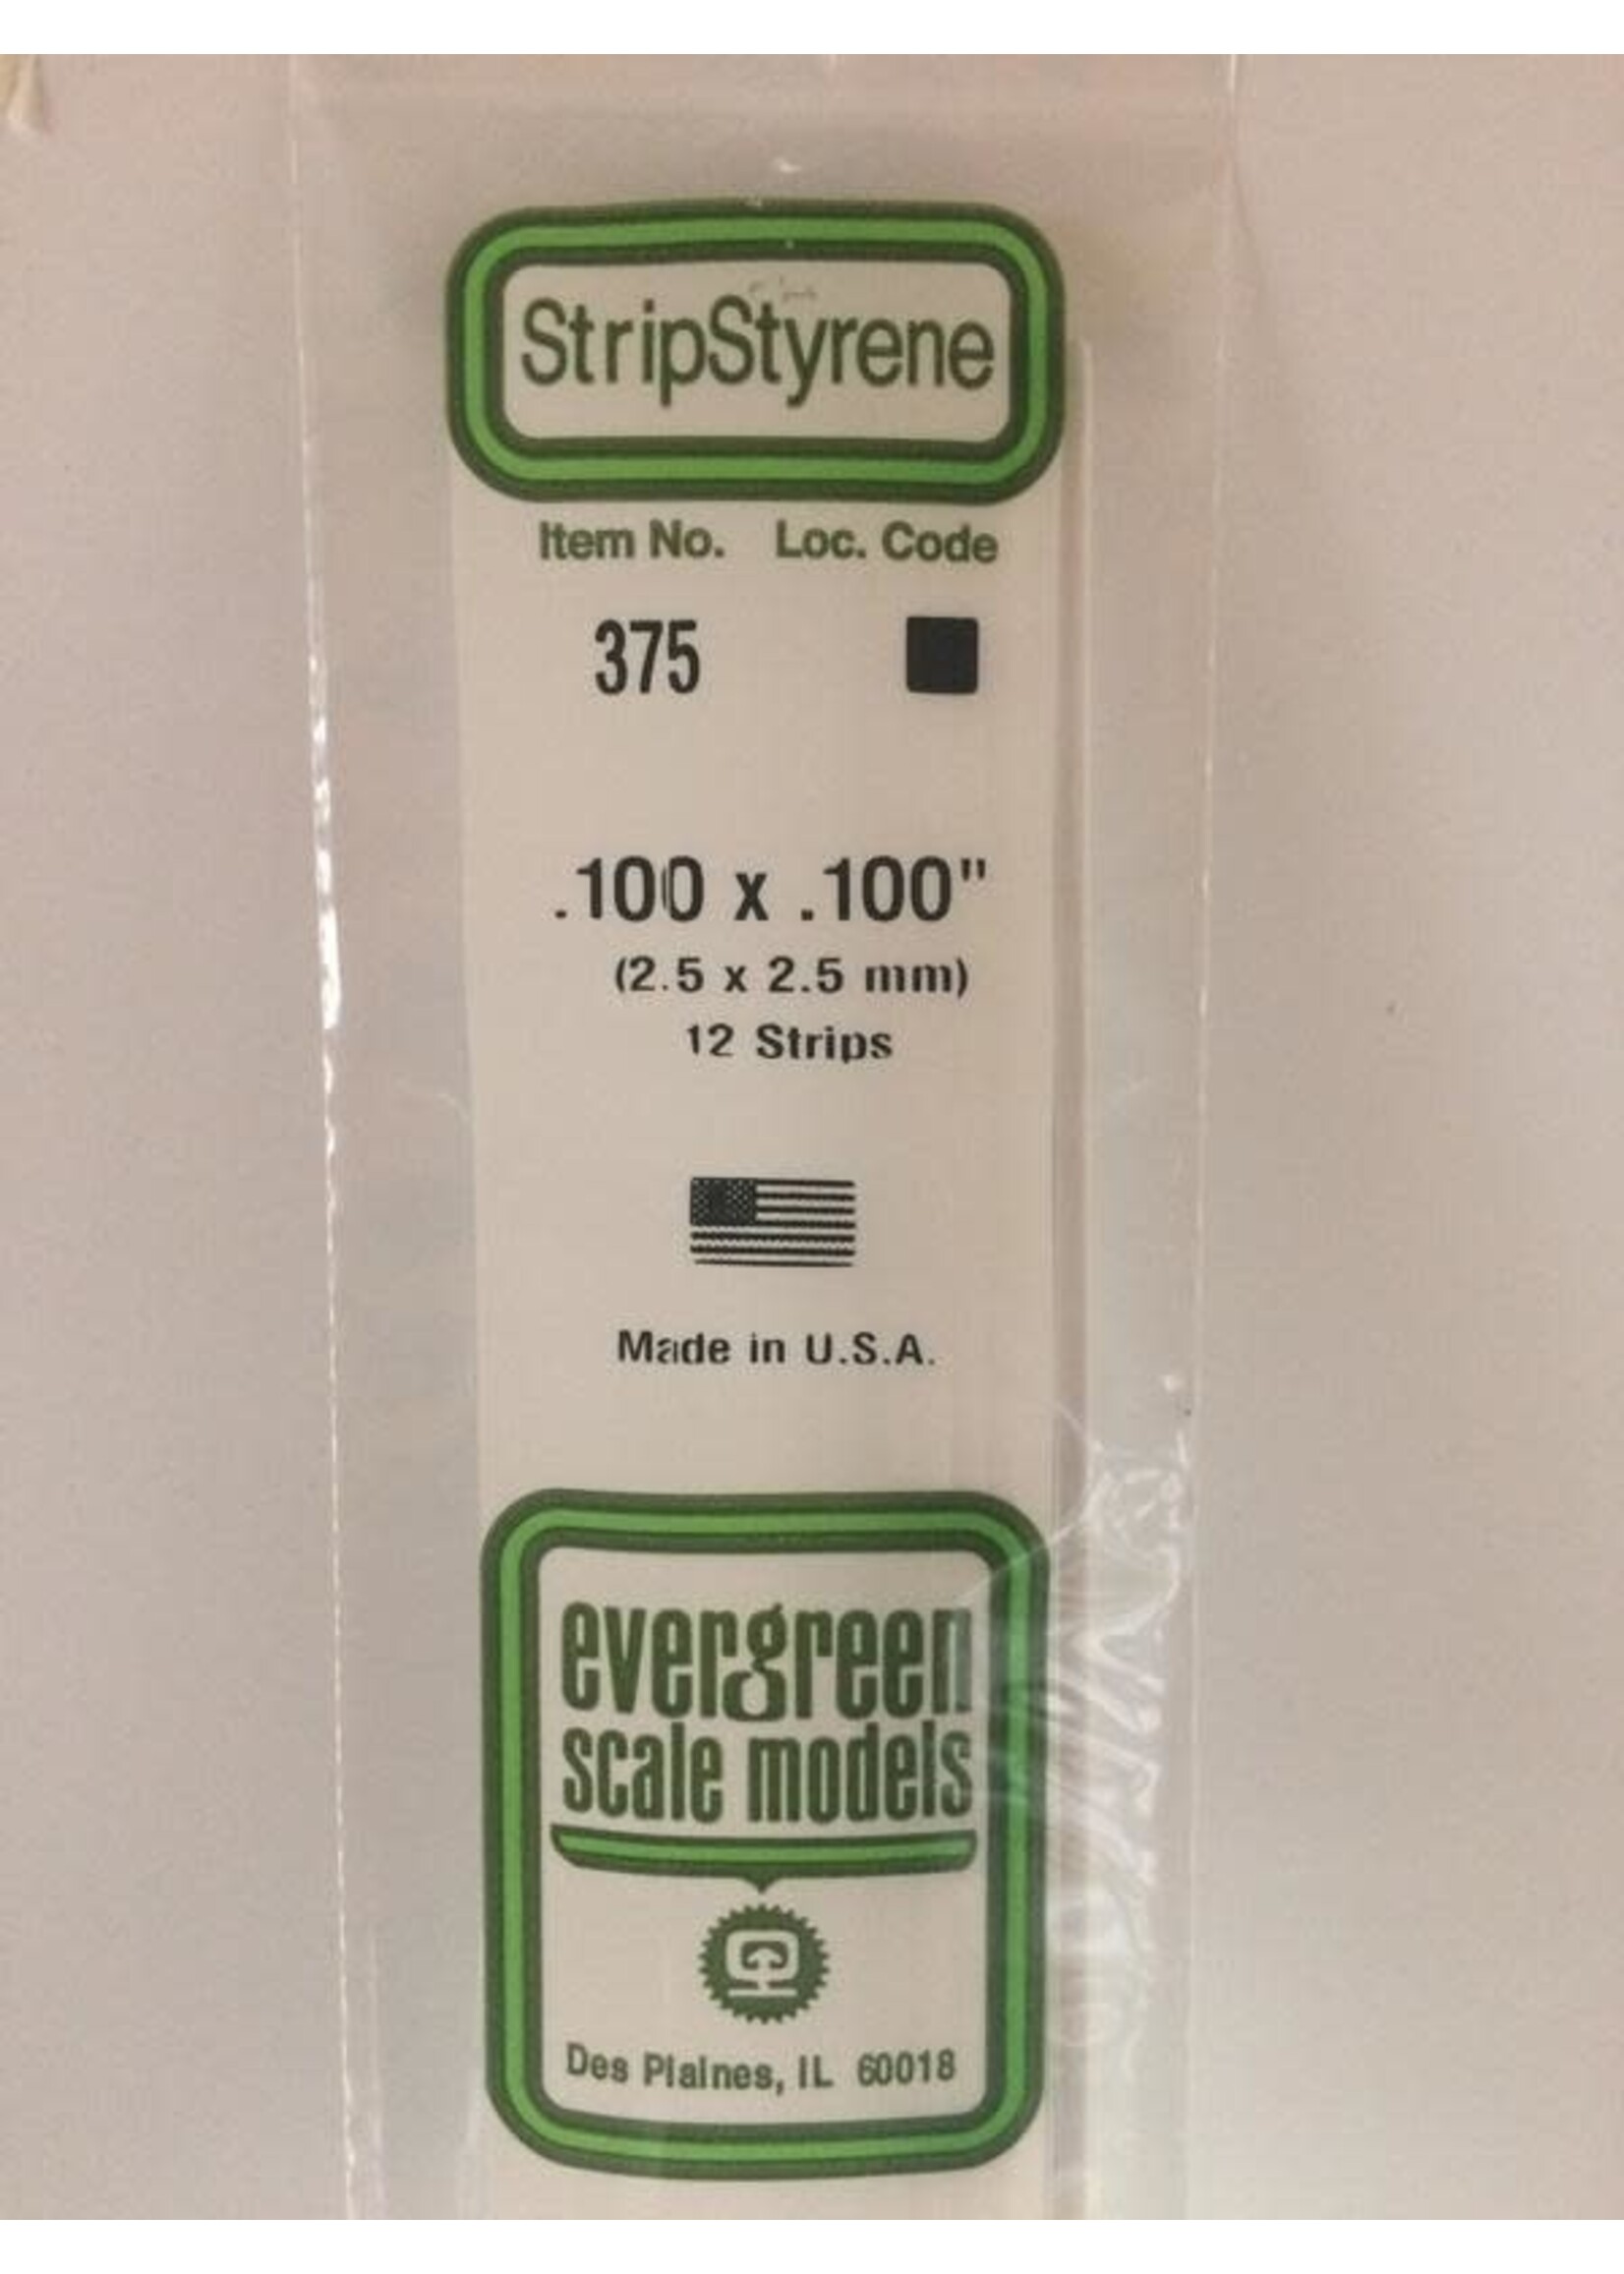 StripStyrene
Item No. Loc. Code
375
.100 x .100"
(2.5 x 2.5 mm)
12 Strips
Made in U.S.A.
evergreen
scale models
Des Plaines, IL 60018